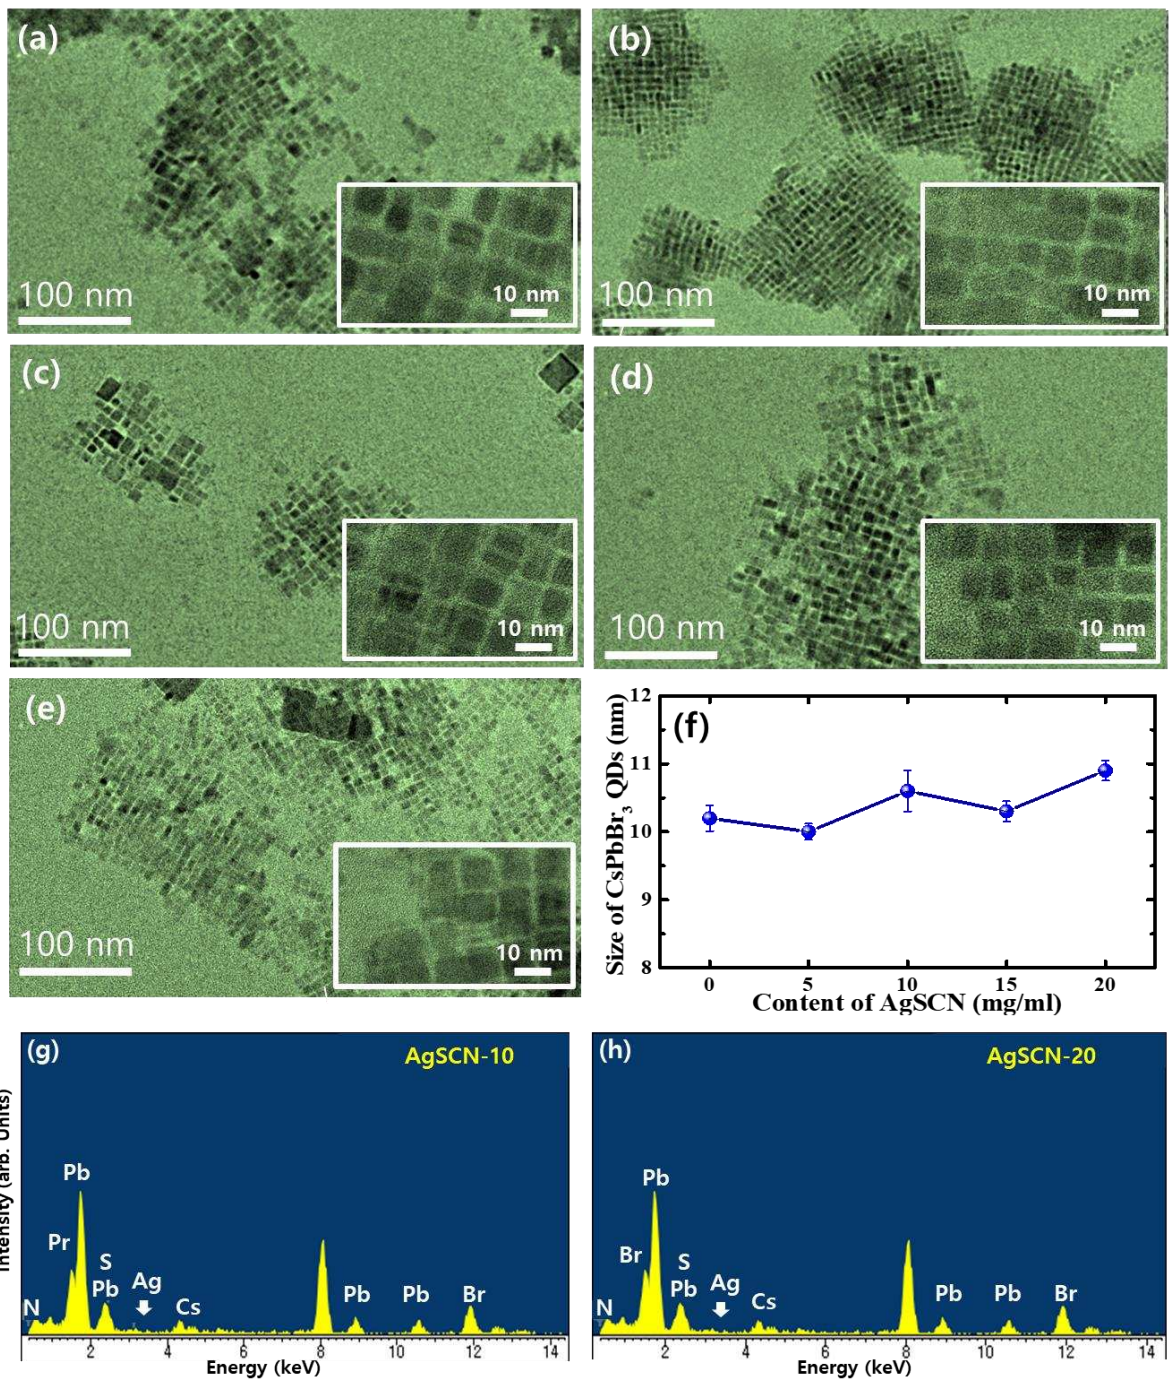 (a)
100 nm
10 nm
(b)
100 nm
10 nm
(c)
100 nm
10 nm
(d)
100 nm
10 nm
(e)
100 nm
10 nm
(f)
Size of CsPbBr3 QDs (nm)
12
11
10
9
8
0 5 10 15 20
Content of AgSCN (mg/ml)
(g)
AgSCN-10
Intensity (arb. Units)
Pb
Pr
S
Pb
Ag
N
Cs
Pb
Pb
Br
2 4 6 8 10 12 14
Energy (keV)
(h)
AgSCN-20
Pb
Br
S
Pb
Ag
N
Cs
Pb
Pb
Br
2 4 6 8 10 12 14
Energy (keV)